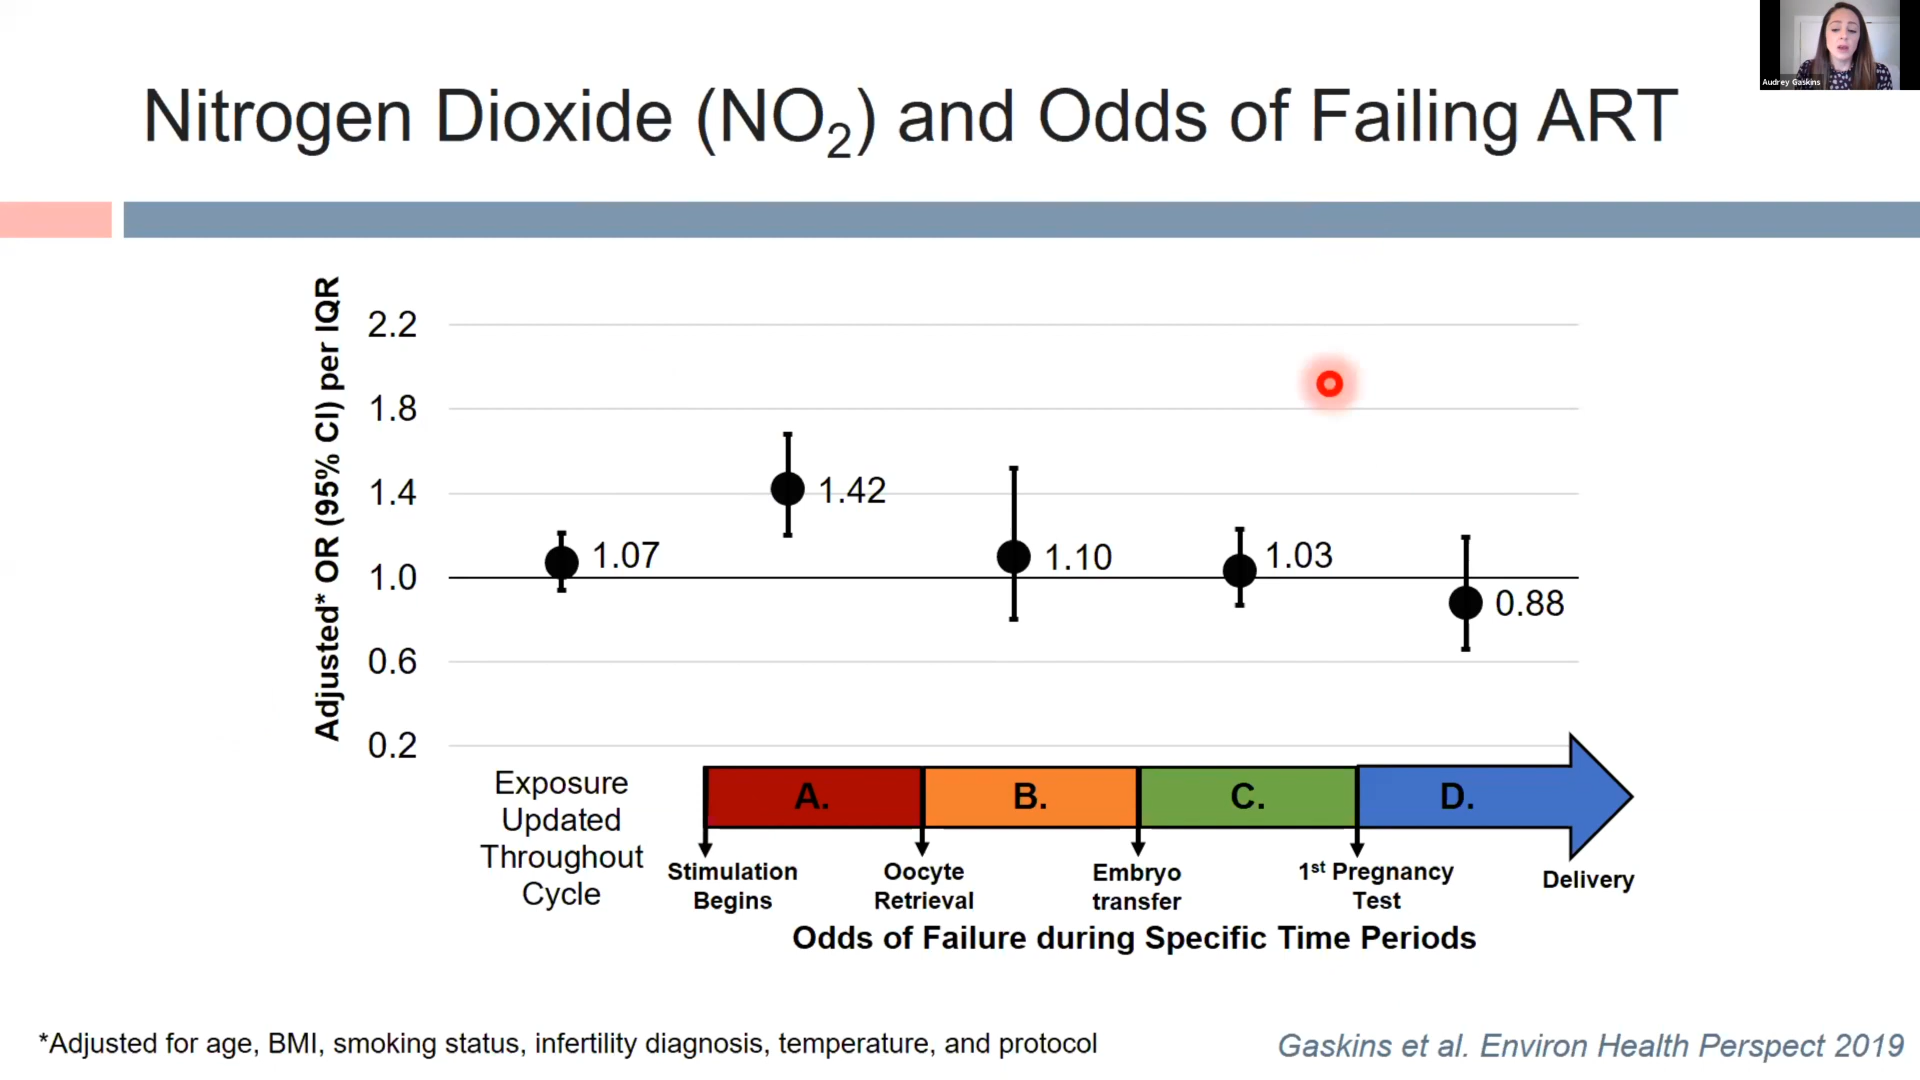 Audrey Gaskins
Nitrogen Dioxide (NO₂) and Odds of Failing ART
Adjusted* OR (95% CI) per IQR
2.2
1.8
1.4
1.0
0.6
0.2
1.07
1.42
1.10
1.03
0.88
Exposure
Updated
Throughout
Cycle
A.
B.
C.
D.
Stimulation
Begins
Oocyte
Retrieval
Embryo
transfer
1st Pregnancy
Test
Delivery
Odds of Failure during Specific Time Periods
*Adjusted for age, BMI, smoking status, infertility diagnosis, temperature, and protocol
Gaskins et al. Environ Health Perspect 2019